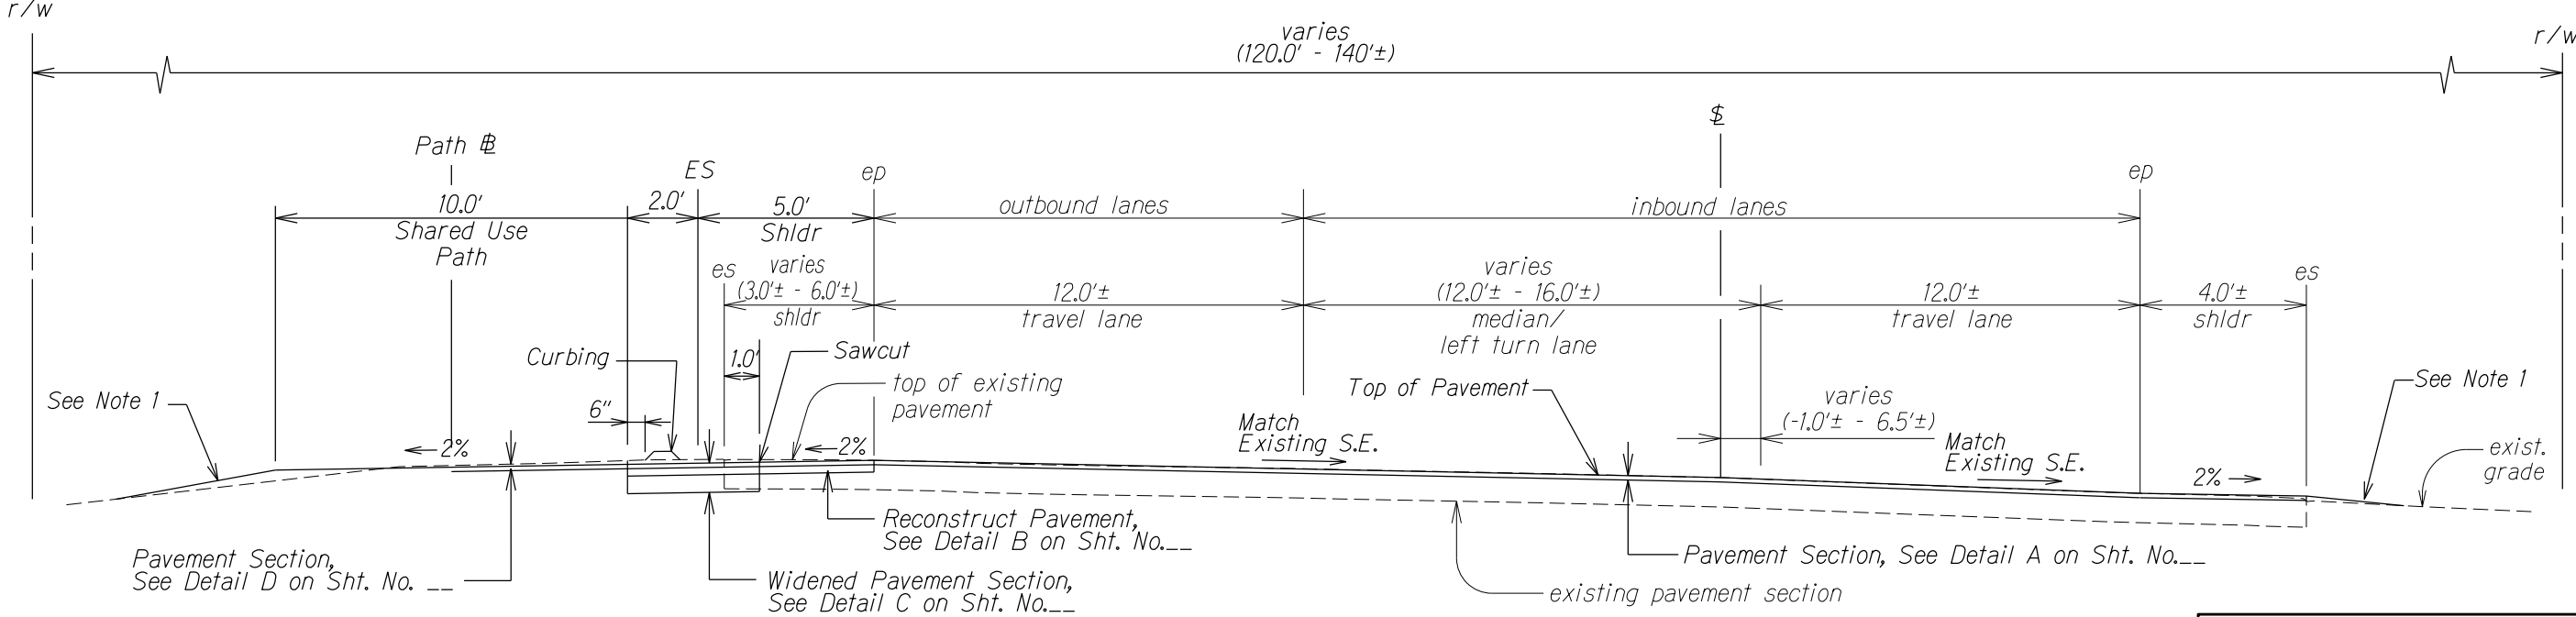 r/w
varies
(120.0' - 140'±)
r/w
Path ␢
10.0'
Shared Use
Path
2.0'
ES
5.0'
Shldr
ep
outbound lanes
inbound lanes
ep
es
varies
(3.0'± - 6.0'±)
shldr
12.0'±
travel lane
varies
(12.0'± - 16.0'±)
median/
left turn lane
12.0'±
travel lane
4.0'±
shldr
es
See Note 1
Curbing
6"
1.0'
Sawcut
top of existing
pavement
Top of Pavement
varies
(-1.0'± - 6.5'±)
See Note 1
exist.
grade
2%
2%
Match
Existing S.E.
Match
Existing S.E.
2%
Pavement Section,
See Detail D on Sht. No. __
Reconstruct Pavement,
See Detail B on Sht. No.__
Widened Pavement Section,
See Detail C on Sht. No.__
Pavement Section, See Detail A on Sht. No.__
existing pavement section